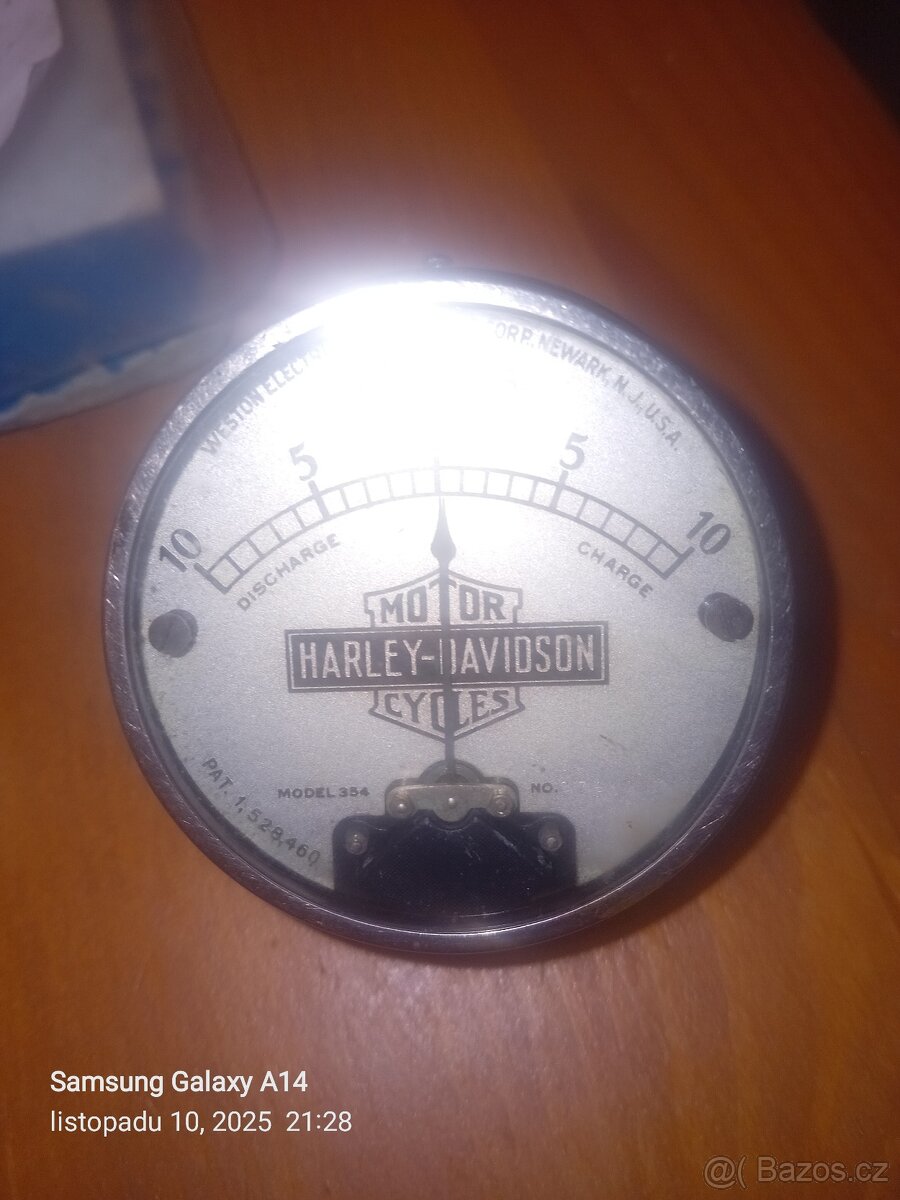 WESTON
CORP. NEWARK, N.J., U.S.A.
5 5
10 10
DISCHARGE CHARGE
MOTOR
HARLEY-DAVIDSON
CYCLES
MODEL 354 NO.
PAT. 1,528,460
Samsung Galaxy A14
listopadu 10, 2025 21:28
@( Bazos.cz